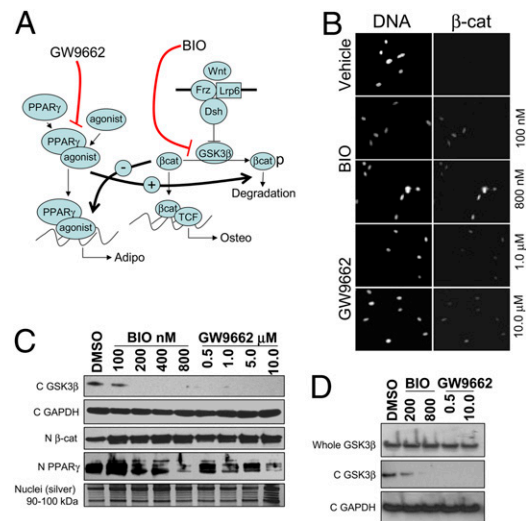 A
GW9662
BIO
Wnt
Frz
Lrp6
Dsh
GSK3β
PPARγ
agonist
PPARγ
agonist
-
+
βcat
βcat p
Degradation
PPARγ
agonist
Adipo
βcat
TCF
Osteo
B
DNA β-cat
Vehicle
BIO
100 nM
800 nM
GW9662
1.0 µM
10.0 µM
C
BIO nM GW9662 µM
DMSO 100 200 400 800 0.5 1.0 5.0 10.0
C GSK3β
C GAPDH
N β-cat
N PPARγ
Nuclei (silver)
90-100 kDa
D
BIO GW9662
DMSO 200 800 0.5 10.0
Whole GSK3β
C GSK3β
C GAPDH